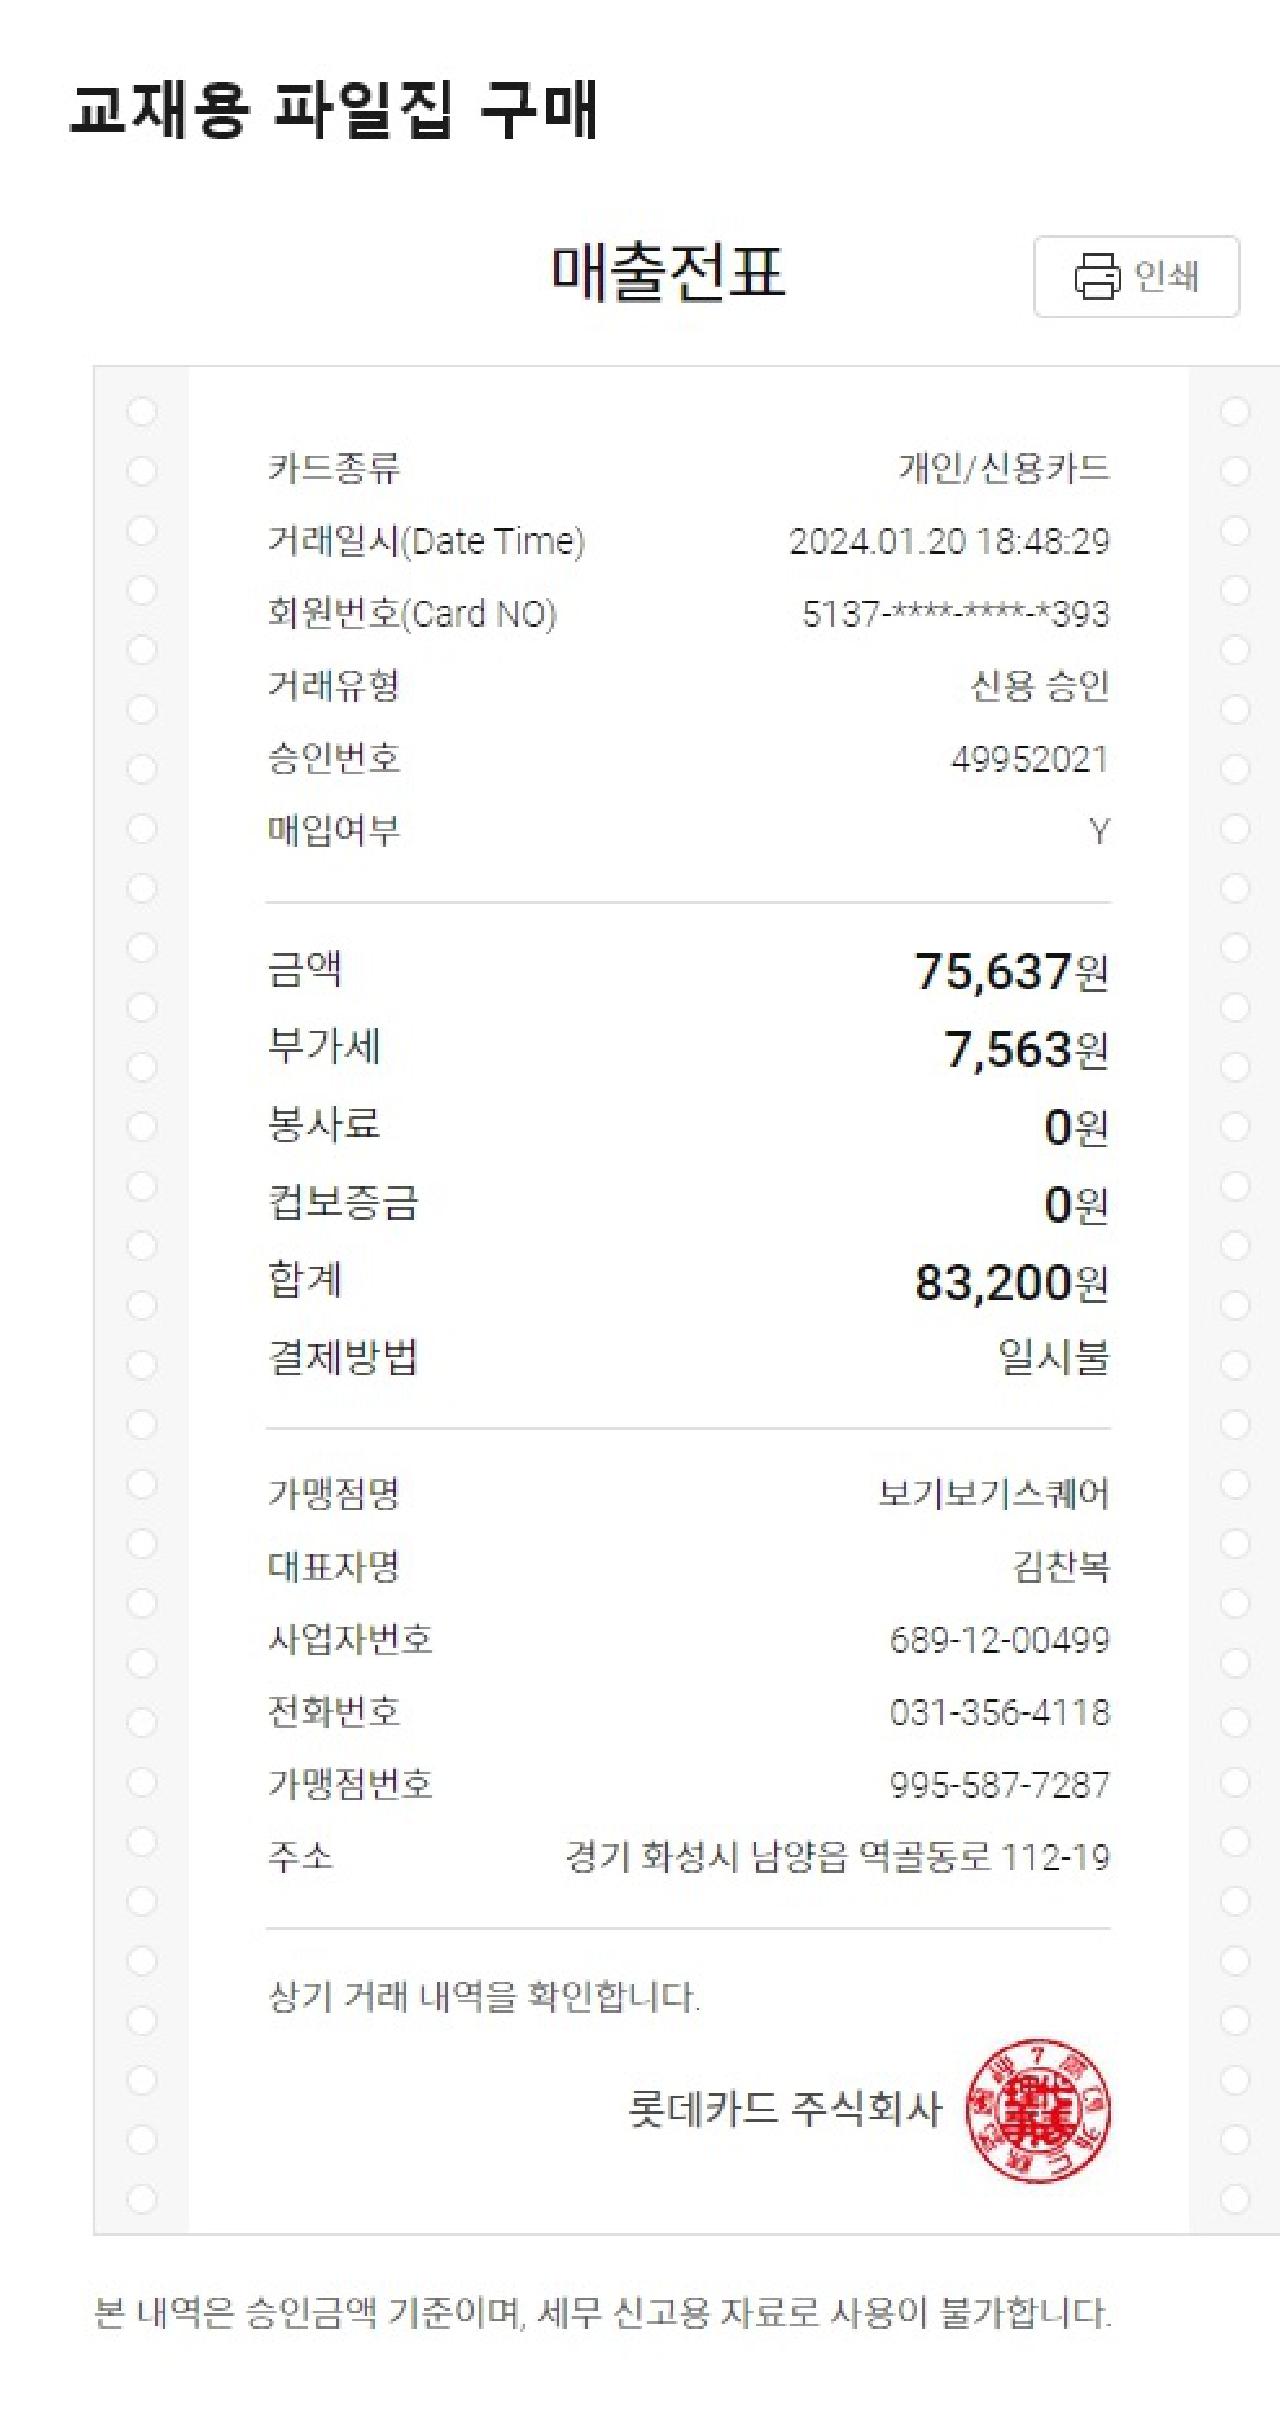 교재용 파일집 구매
매출전표
인쇄
카드종류 개인/신용카드
거래일시(Date Time) 2024.01.20 18:48:29
회원번호(Card NO) 5137-****-****-*393
거래유형 신용 승인
승인번호 49952021
매입여부 Y
금액 75,637원
부가세 7,563원
봉사료 0원
컵보증금 0원
합계 83,200원
결제방법 일시불
가맹점명 보기보기스퀘어
대표자명 김찬복
사업자번호 689-12-00499
전화번호 031-356-4118
가맹점번호 995-587-7287
주소 경기 화성시 남양읍 역골동로 112-19
상기 거래 내역을 확인합니다.
롯데카드 주식회사
본 내역은 승인금액 기준이며, 세무 신고용 자료로 사용이 불가합니다.